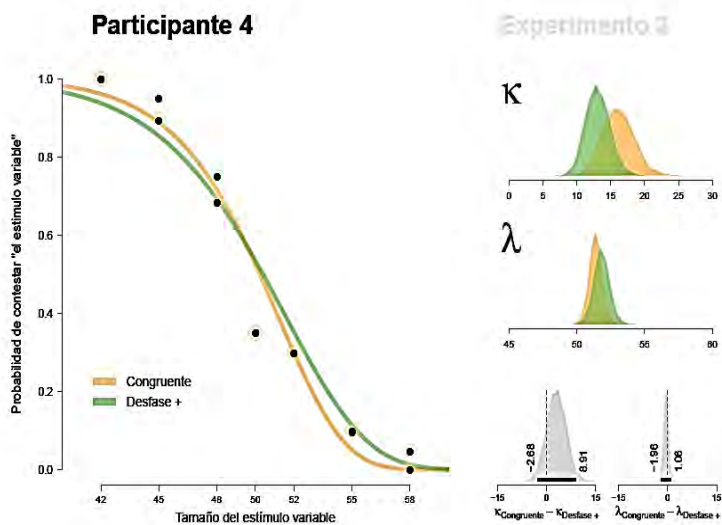 Participante 4
Experimento 2
Probabilidad de contestar "el estímulo variable"
1.0
0.8
0.6
0.4
0.2
0.0
Congruente
Desfase +
42 45 48 50 52 55 58
Tamaño del estímulo variable
κ
0 5 10 15 20 25 30
λ
45 50 55 60
−2.68
8.91
−15 0 15
κCongruente − κDesfase +
−1.96
1.06
−15 0 15
λCongruente − λDesfase +